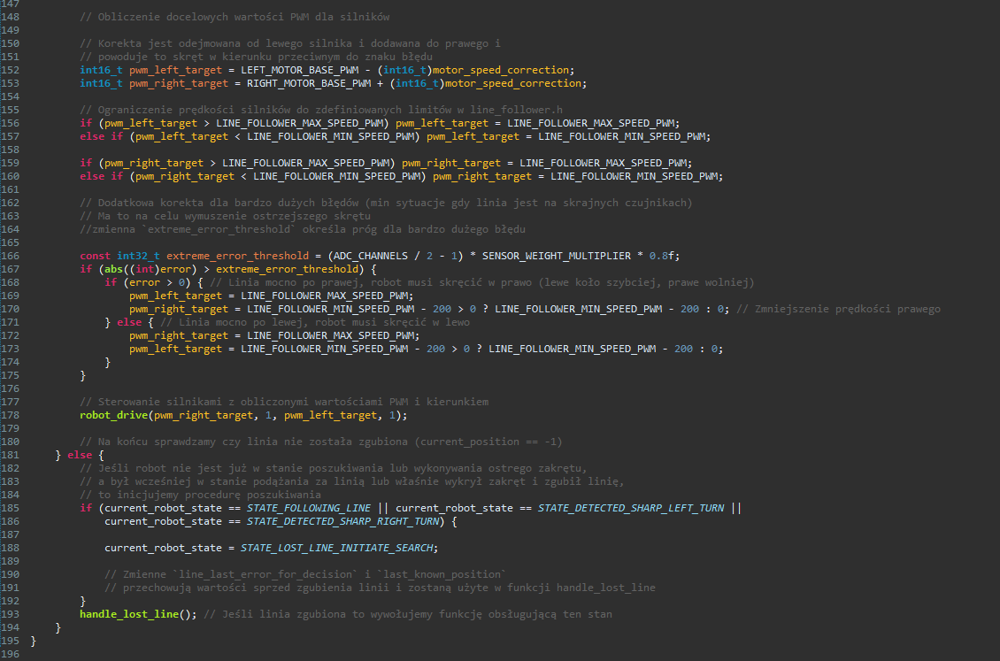 147
148 // Obliczenie docelowych wartości PWM dla silników
149
150 // Korekta jest odejmowana od lewego silnika i dodawana do prawego i
151 // powoduje to skręt w kierunku przeciwnym do znaku błędu
152 int16_t pwm_left_target = LEFT_MOTOR_BASE_PWM - (int16_t)motor_speed_correction;
153 int16_t pwm_right_target = RIGHT_MOTOR_BASE_PWM + (int16_t)motor_speed_correction;
154
155 // Ograniczenie prędkości silników do zdefiniowanych limitów w line_follower.h
156 if (pwm_left_target > LINE_FOLLOWER_MAX_SPEED_PWM) pwm_left_target = LINE_FOLLOWER_MAX_SPEED_PWM;
157 else if (pwm_left_target < LINE_FOLLOWER_MIN_SPEED_PWM) pwm_left_target = LINE_FOLLOWER_MIN_SPEED_PWM;
158
159 if (pwm_right_target > LINE_FOLLOWER_MAX_SPEED_PWM) pwm_right_target = LINE_FOLLOWER_MAX_SPEED_PWM;
160 else if (pwm_right_target < LINE_FOLLOWER_MIN_SPEED_PWM) pwm_right_target = LINE_FOLLOWER_MIN_SPEED_PWM;
161
162 // Dodatkowa korekta dla bardzo dużych błędów (min sytuacje gdy linia jest na skrajnych czujnikach)
163 // Ma to na celu wymuszenie ostrzejszego skrętu
164 //zmienna `extreme_error_threshold` określa próg dla bardzo dużego błędu
165
166 const int32_t extreme_error_threshold = (ADC_CHANNELS / 2 - 1) * SENSOR_WEIGHT_MULTIPLIER * 0.8f;
167 if (abs((int)error) > extreme_error_threshold) {
168 if (error > 0) { // Linia mocno po prawej, robot musi skręcić w prawo (lewe koło szybciej, prawe wolniej)
169 pwm_left_target = LINE_FOLLOWER_MAX_SPEED_PWM;
170 pwm_right_target = LINE_FOLLOWER_MIN_SPEED_PWM - 200 > 0 ? LINE_FOLLOWER_MIN_SPEED_PWM - 200 : 0; // Zmniejszenie prędkości prawego
171 } else { // Linia mocno po lewej, robot musi skręcić w lewo
172 pwm_right_target = LINE_FOLLOWER_MAX_SPEED_PWM;
173 pwm_left_target = LINE_FOLLOWER_MIN_SPEED_PWM - 200 > 0 ? LINE_FOLLOWER_MIN_SPEED_PWM - 200 : 0;
174 }
175 }
176
177 // Sterowanie silnikami z obliczonymi wartościami PWM i kierunkiem
178 robot_drive(pwm_right_target, 1, pwm_left_target, 1);
179
180 // Na końcu sprawdzamy czy linia nie została zgubiona (current_position == -1)
181 } else {
182 // Jeśli robot nie jest już w stanie poszukiwania lub wykonywania ostrego zakrętu,
183 // a był wcześniej w stanie podążania za linią lub właśnie wykrył zakręt i zgubił linię,
184 // to inicjujemy procedurę poszukiwania
185 if (current_robot_state == STATE_FOLLOWING_LINE || current_robot_state == STATE_DETECTED_SHARP_LEFT_TURN ||
186 current_robot_state == STATE_DETECTED_SHARP_RIGHT_TURN) {
187
188 current_robot_state = STATE_LOST_LINE_INITIATE_SEARCH;
189
190 // Zmienne `line_last_error_for_decision` i `last_known_position`
191 // przechowują wartości sprzed zgubienia linii i zostaną użyte w funkcji handle_lost_line
192 }
193 handle_lost_line(); // Jeśli linia zgubiona to wywołujemy funkcję obsługującą ten stan
194 }
195 }
196